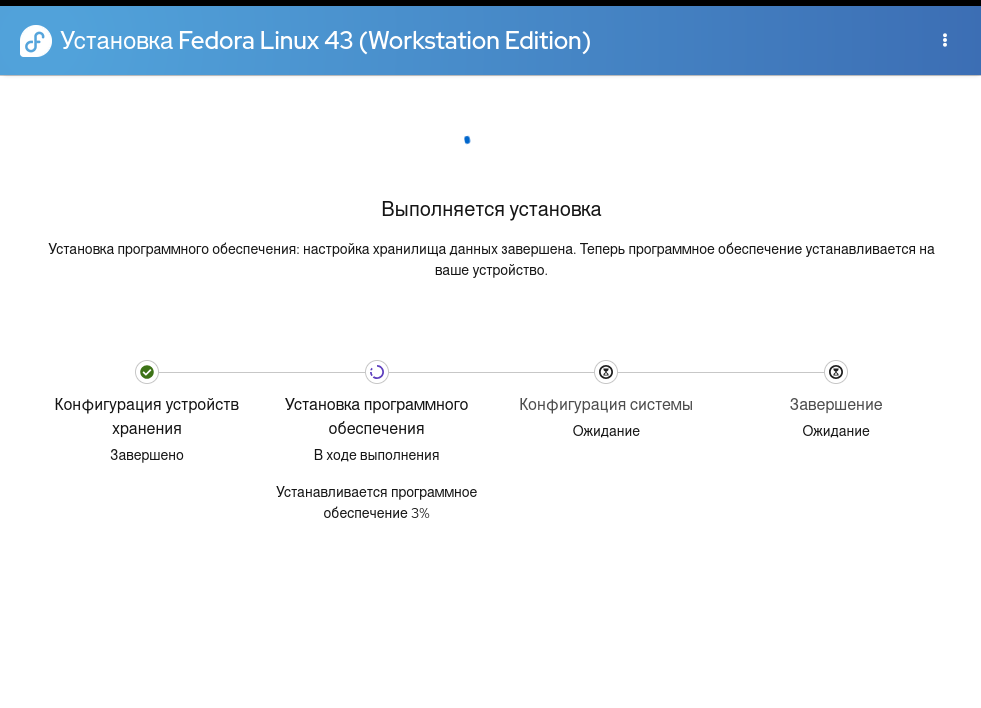 Установка Fedora Linux 43 (Workstation Edition)
Выполняется установка
Установка программного обеспечения: настройка хранилища данных завершена. Теперь программное обеспечение устанавливается на
ваше устройство.
Конфигурация устройств
хранения
Завершено
Установка программного
обеспечения
В ходе выполнения
Устанавливается программное
обеспечение 3%
Конфигурация системы
Ожидание
Завершение
Ожидание